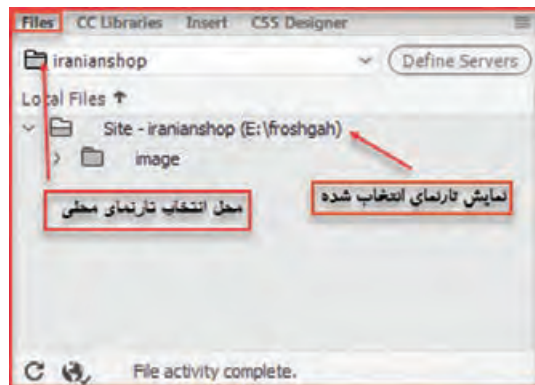 Files CC Libraries Insert CSS Designer
iranianshop Define Servers
Local Files
Site - iranianshop (E:\froshgah)
image
محل انتخاب تارنمای محلی
نمایش تارنمای انتخاب شده
File activity complete.